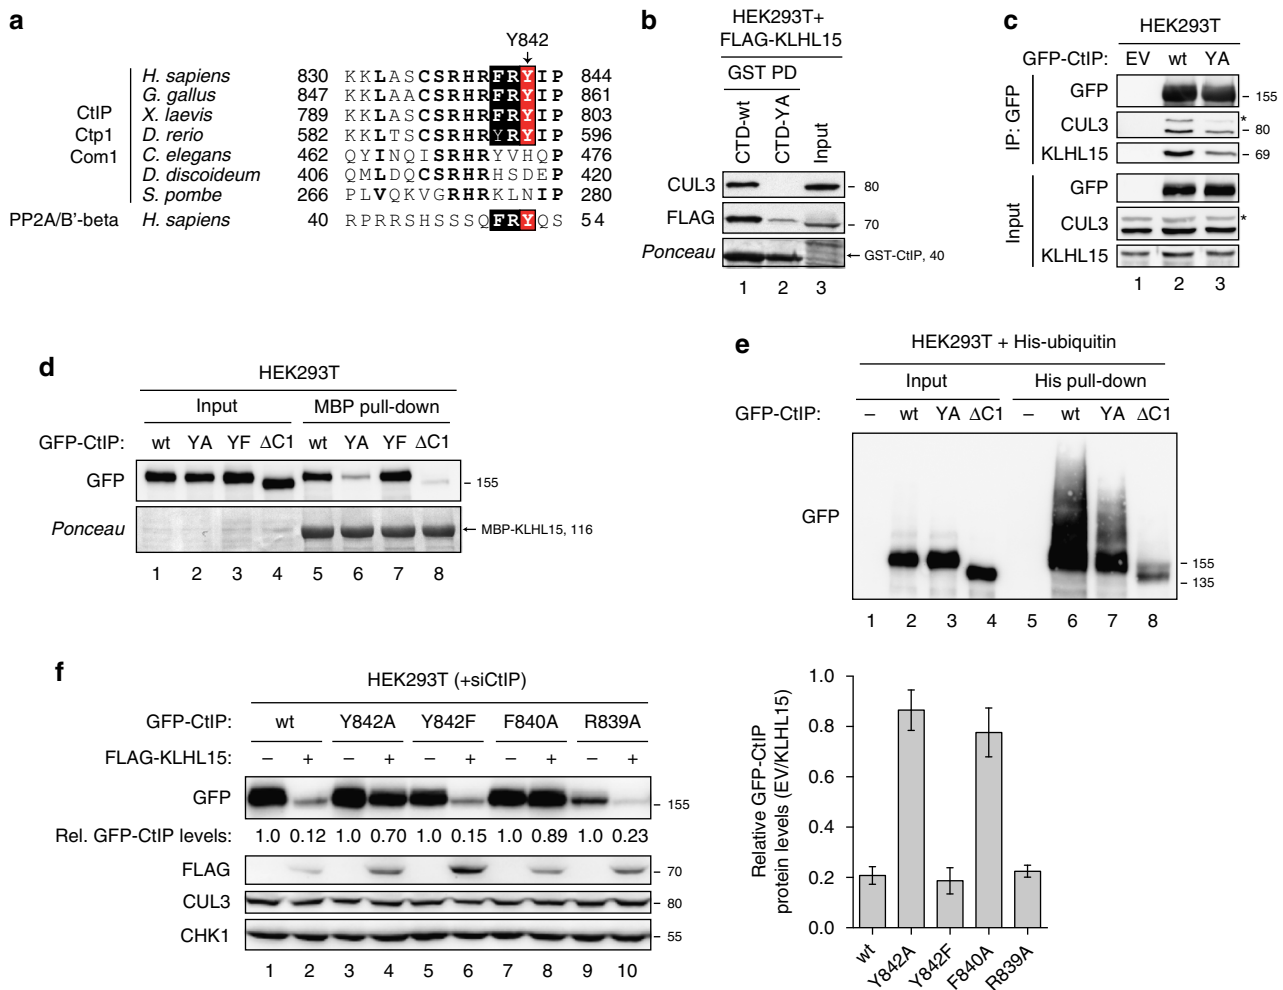 a
Y842
↓
H. sapiens 830 KKLASCSRHRFRYIP 844
G. gallus 847 KKLAACSRHRFRYIP 861
CtIP X. laevis 789 KKLASCSRHRFRYIP 803
Ctp1 D. rerio 582 KKLTSCSRHRYRYIP 596
Com1 C. elegans 462 QYINQISRHRYVHQP 476
D. discoideum 406 QMLDQCSRHRHSDEP 420
S. pombe 266 PLVQKVGRHRKLNIP 280
PP2A/B'-beta H. sapiens 40 RPRRSHSSSQFRYQS 54
b
HEK293T+
FLAG-KLHL15
GST PD
CTD-wt CTD-YA Input
CUL3 - 80
FLAG - 70
Ponceau ← GST-CtIP, 40
1 2 3
c
HEK293T
GFP-CtIP: EV wt YA
IP: GFP
GFP - 155
CUL3 * - 80
KLHL15 - 69
Input
GFP
CUL3 *
KLHL15
1 2 3
d
HEK293T
Input MBP pull-down
GFP-CtIP: wt YA YF ΔC1 wt YA YF ΔC1
GFP - 155
Ponceau ← MBP-KLHL15, 116
1 2 3 4 5 6 7 8
e
HEK293T + His-ubiquitin
Input His pull-down
GFP-CtIP: – wt YA ΔC1 – wt YA ΔC1
GFP
- 155
- 135
1 2 3 4 5 6 7 8
f
HEK293T (+siCtIP)
GFP-CtIP: wt Y842A Y842F F840A R839A
FLAG-KLHL15: – + – + – + – + – +
GFP - 155
Rel. GFP-CtIP levels: 1.0 0.12 1.0 0.70 1.0 0.15 1.0 0.89 1.0 0.23
FLAG - 70
CUL3 - 80
CHK1 - 55
1 2 3 4 5 6 7 8 9 10
Relative GFP-CtIP
protein levels (EV/KLHL15)
1.0
0.8
0.6
0.4
0.2
0.0
wt Y842A Y842F F840A R839A